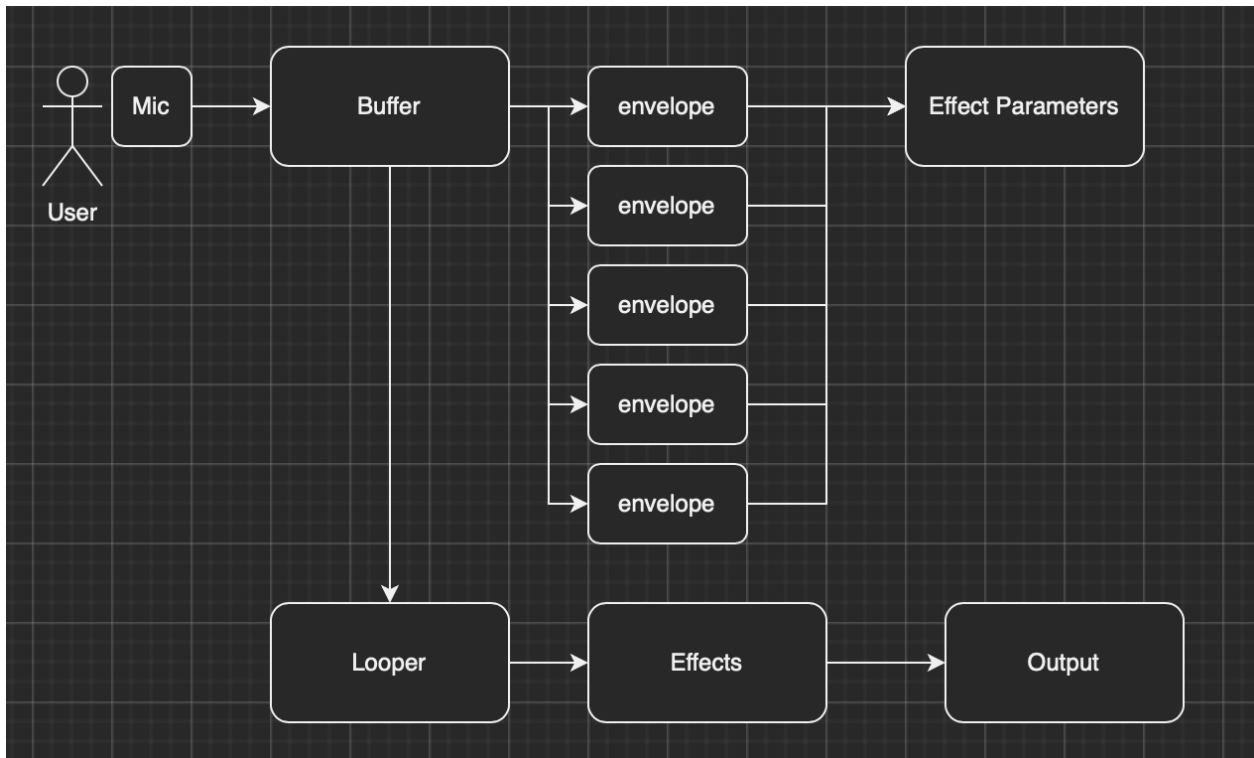 Mic
Buffer
envelope
Effect Parameters
User
envelope
envelope
envelope
envelope
Looper
Effects
Output